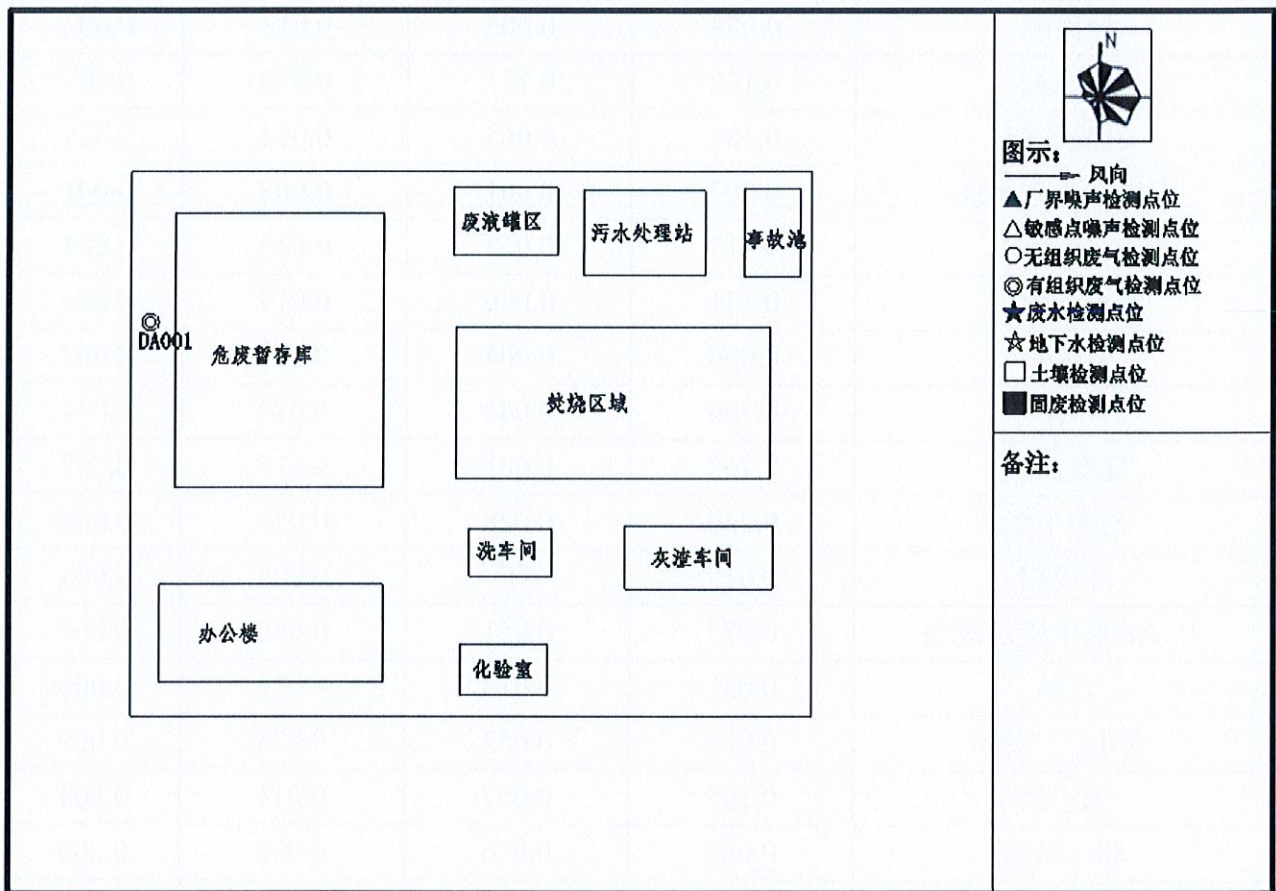 N
图示：
风向
厂界噪声检测点位
敏感点噪声检测点位
无组织废气检测点位
有组织废气检测点位
废水检测点位
地下水检测点位
土壤检测点位
固废检测点位
备注：
废液罐区
污水处理站
事故池
DA001
危废暂存库
焚烧区域
洗车间
灰渣车间
办公楼
化验室